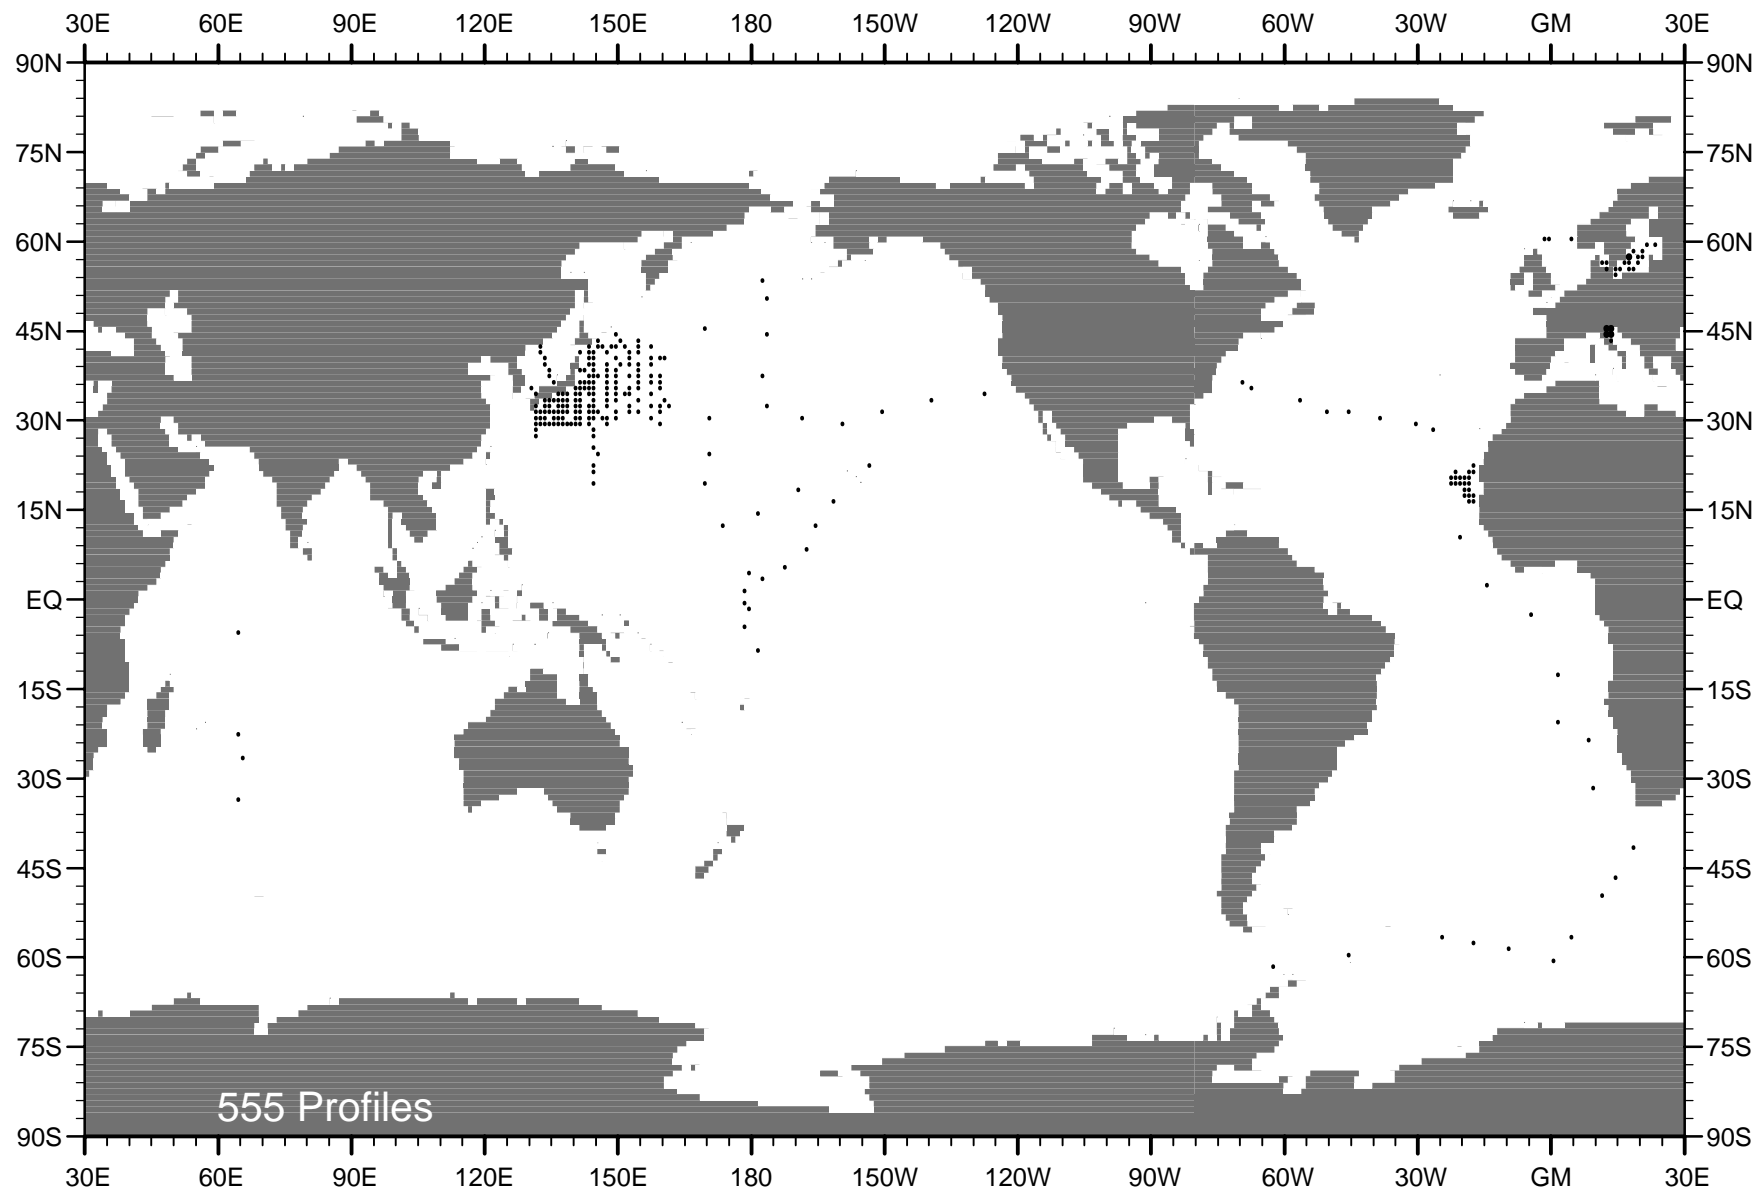 30E 60E 90E 120E 150E 180 150W 120W 90W 60W 30W GM 30E
90N 90N
75N 75N
60N 60N
45N 45N
30N 30N
15N 15N
EQ EQ
15S 15S
30S 30S
45S 45S
60S 60S
75S 75S
555 Profiles
90S 90S
30E 60E 90E 120E 150E 180 150W 120W 90W 60W 30W GM 30E